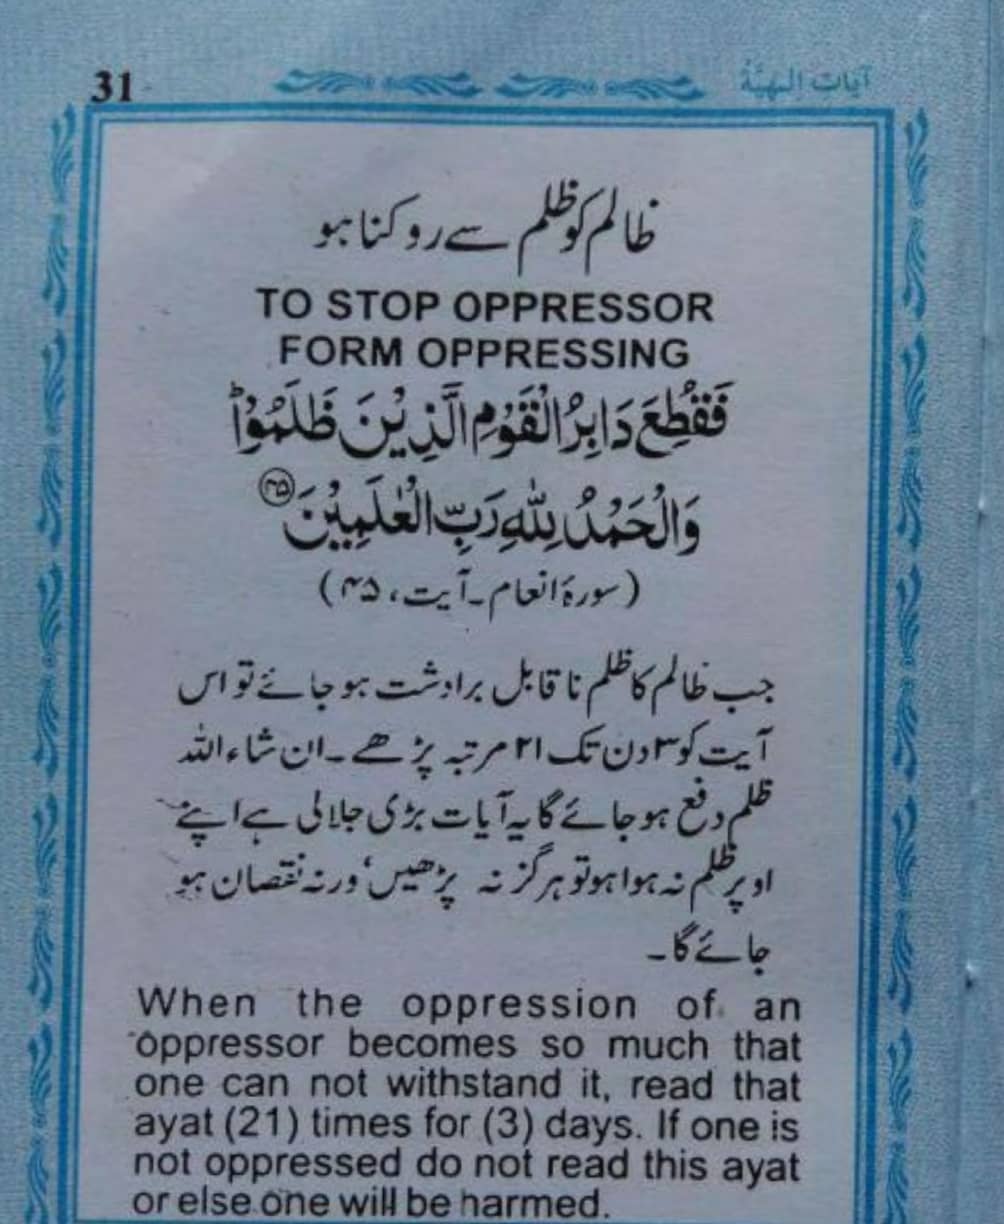 31
آیات الہیّۃ
ظالم کو ظلم سے روکنا ہو
TO STOP OPPRESSOR
FORM OPPRESSING
فَقُطِعَ دَابِرُ الْقَوْمِ الَّذِيْنَ ظَلَمُوْاؕ
وَالْحَمْدُ لِلّٰهِ رَبِّ الْعٰلَمِيْنَ ۴۵
(سورۂ انعام۔ آیت، ۴۵)
جب ظالم کا ظلم نا قابل برادشت ہو جائے تو اس
آیت کو ۳ دن تک ۲۱ مرتبہ پڑھے۔ ان شاء اللہ
ظلم دفع ہو جائے گا یہ آیات بڑی جلالی ہے اپنے
اوپر ظلم نہ ہوا ہو تو ہرگز نہ پڑھیں، ورنہ نقصان ہو
جائے گا۔
When the oppression of an
oppressor becomes so much that
one can not withstand it, read that
ayat (21) times for (3) days. If one is
not oppressed do not read this ayat
or else one will be harmed.